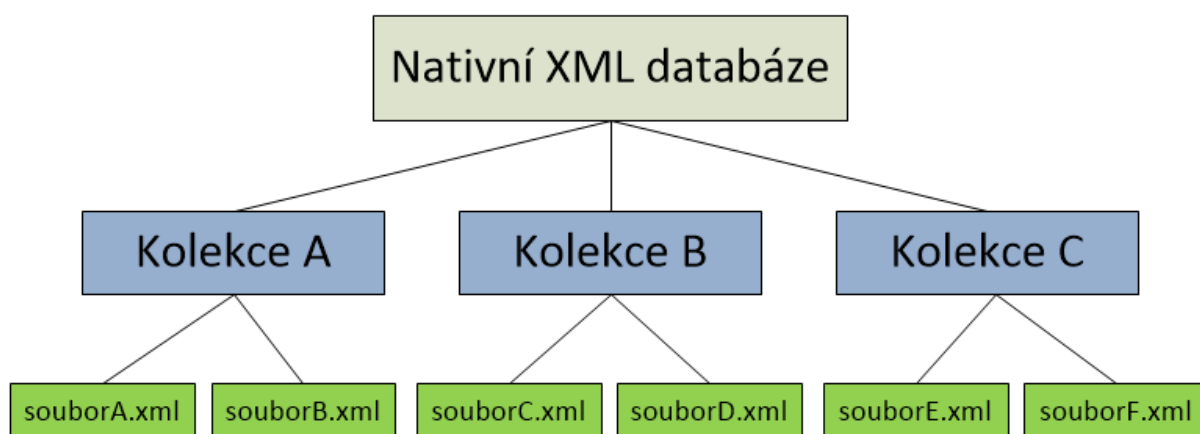 Nativní XML databáze
Kolekce A
Kolekce B
Kolekce C
souborA.xml
souborB.xml
souborC.xml
souborD.xml
souborE.xml
souborF.xml